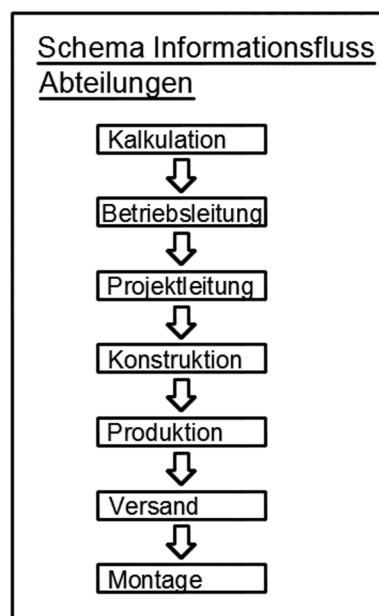 Schema Informationsfluss
Abteilungen
Kalkulation
Betriebsleitung
Projektleitung
Konstruktion
Produktion
Versand
Montage